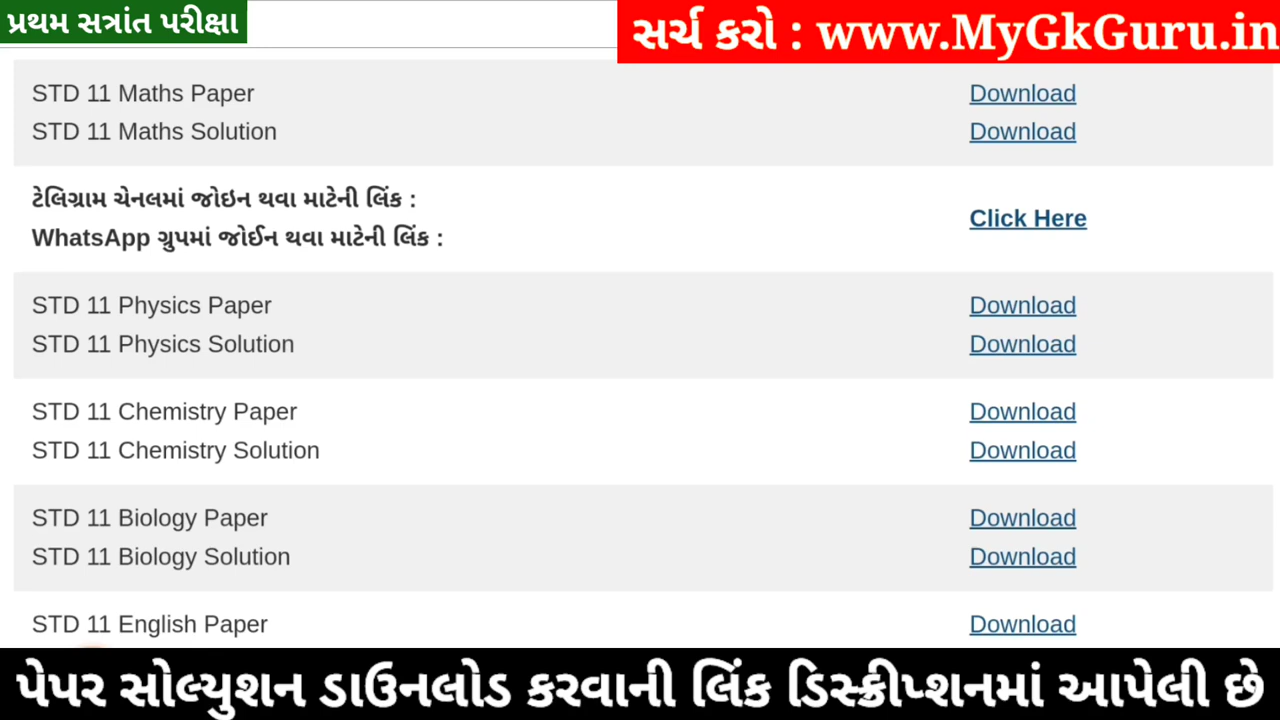 પ્રથમ સત્રાંત પરીક્ષા
સર્ચ કરો : www.MyGkGuru.in
STD 11 Maths Paper Download
STD 11 Maths Solution Download
ટેલિગ્રામ ચેનલમાં જોઇન થવા માટેની લિંક :
Click Here
WhatsApp ગ્રુપમાં જોઈન થવા માટેની લિંક :
STD 11 Physics Paper Download
STD 11 Physics Solution Download
STD 11 Chemistry Paper Download
STD 11 Chemistry Solution Download
STD 11 Biology Paper Download
STD 11 Biology Solution Download
STD 11 English Paper Download
પેપર સોલ્યુશન ડાઉનલોડ કરવાની લિંક ડિસ્ક્રીપ્શનમાં આપેલી છે